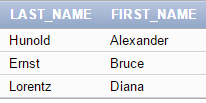 LAST_NAME FIRST_NAME
Hunold Alexander
Ernst Bruce
Lorentz Diana